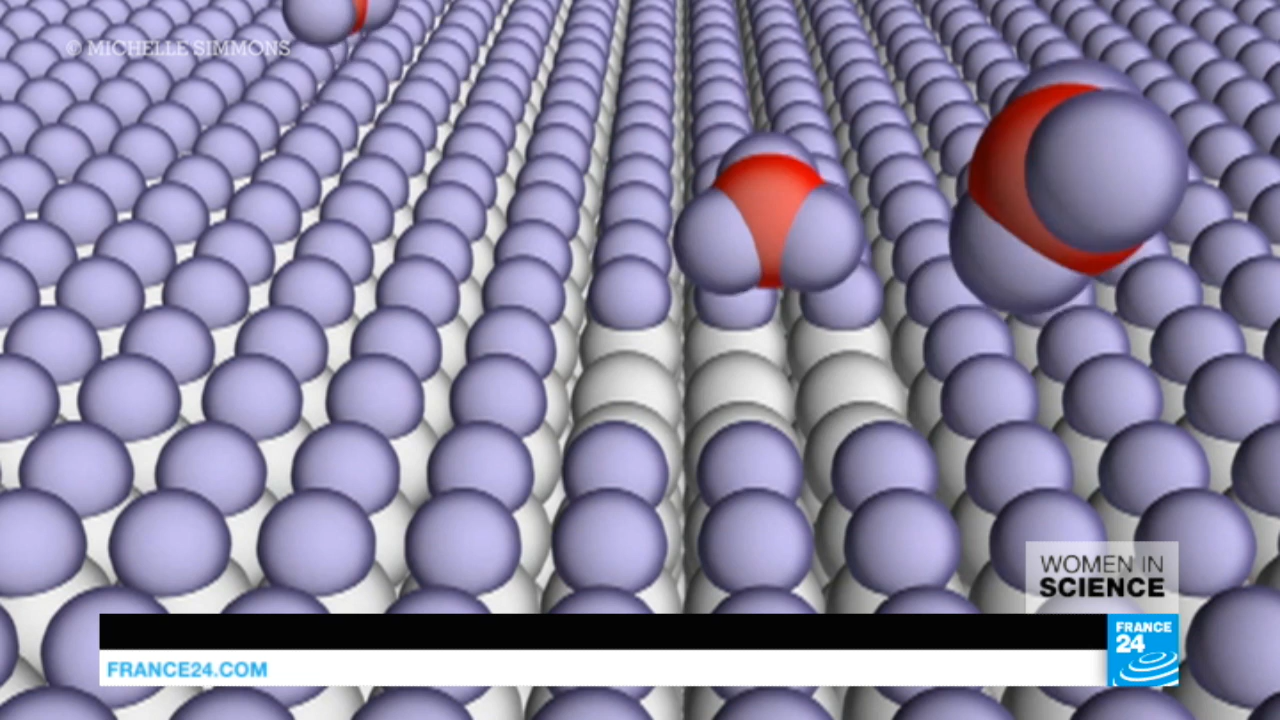 © MICHELLE SIMMONS
WOMEN IN
SCIENCE
FRANCE
24
FRANCE24.COM